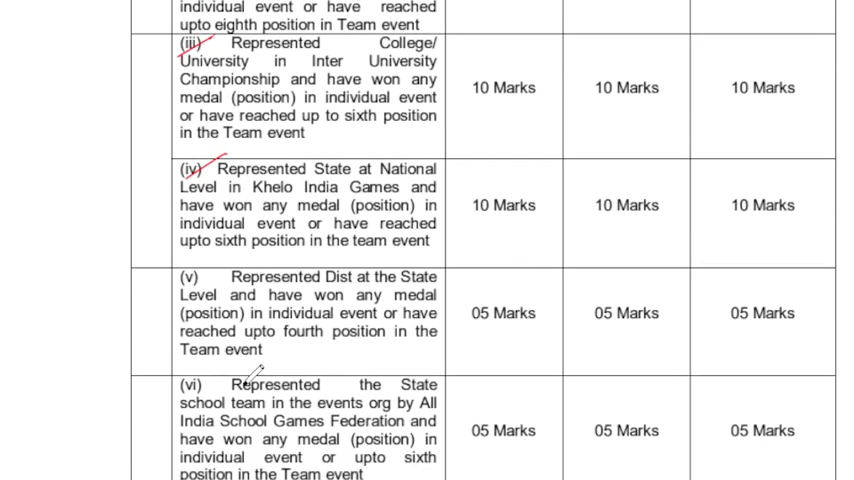 individual event or have reached
upto eighth position in Team event
(iii) Represented College/
University in Inter University
Championship and have won any
medal (position) in individual event
or have reached up to sixth position
in the Team event
10 Marks 10 Marks 10 Marks
(iv) Represented State at National
Level in Khelo India Games and
have won any medal (position) in
individual event or have reached
upto sixth position in the team event
10 Marks 10 Marks 10 Marks
(v) Represented Dist at the State
Level and have won any medal
(position) in individual event or have
reached upto fourth position in the
Team event
05 Marks 05 Marks 05 Marks
(vi) Represented the State
school team in the events org by All
India School Games Federation and
have won any medal (position) in
individual event or upto sixth
position in the Team event
05 Marks 05 Marks 05 Marks